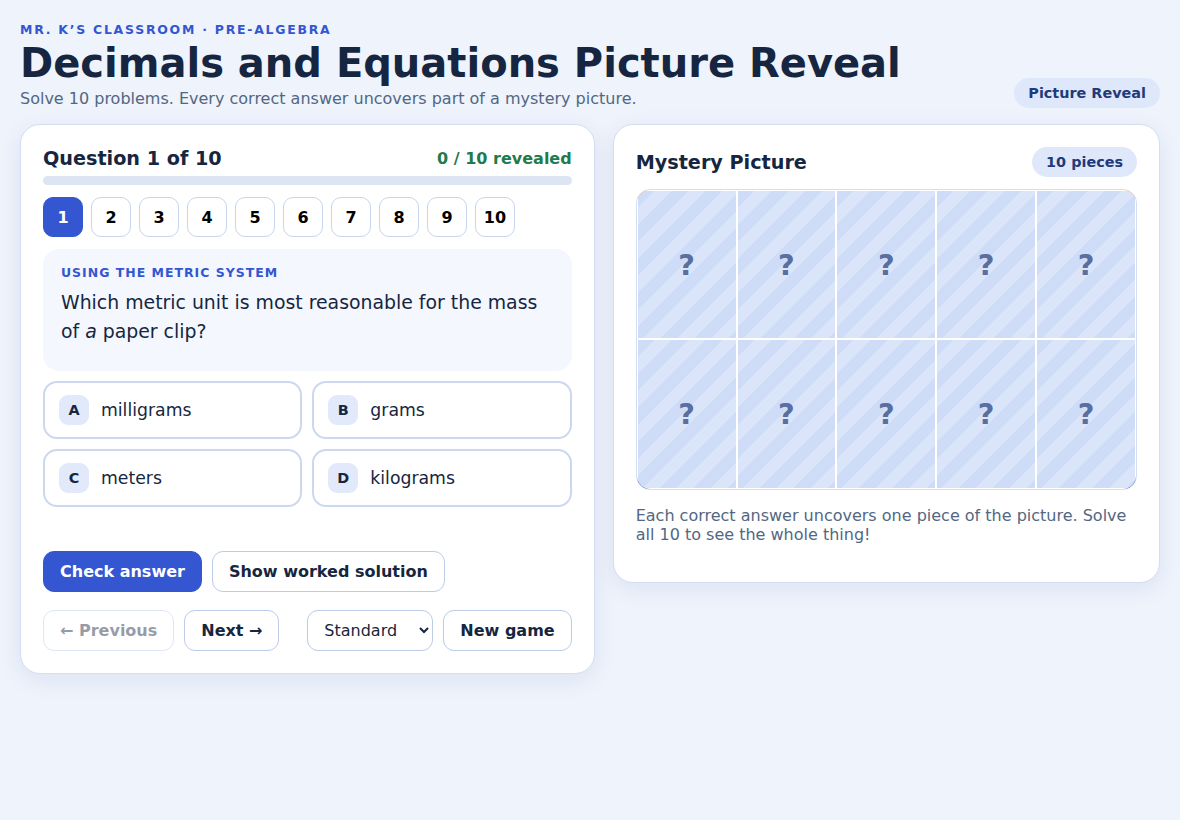 MR. K’S CLASSROOM · PRE-ALGEBRA
Decimals and Equations Picture Reveal
Solve 10 problems. Every correct answer uncovers part of a mystery picture.
Picture Reveal
Question 1 of 10
0 / 10 revealed
1 2 3 4 5 6 7 8 9 10
USING THE METRIC SYSTEM
Which metric unit is most reasonable for the mass
of a paper clip?
A milligrams
B grams
C meters
D kilograms
Check answer
Show worked solution
← Previous
Next →
Standard
New game
Mystery Picture
10 pieces
? ? ? ? ?
? ? ? ? ?
Each correct answer uncovers one piece of the picture. Solve
all 10 to see the whole thing!